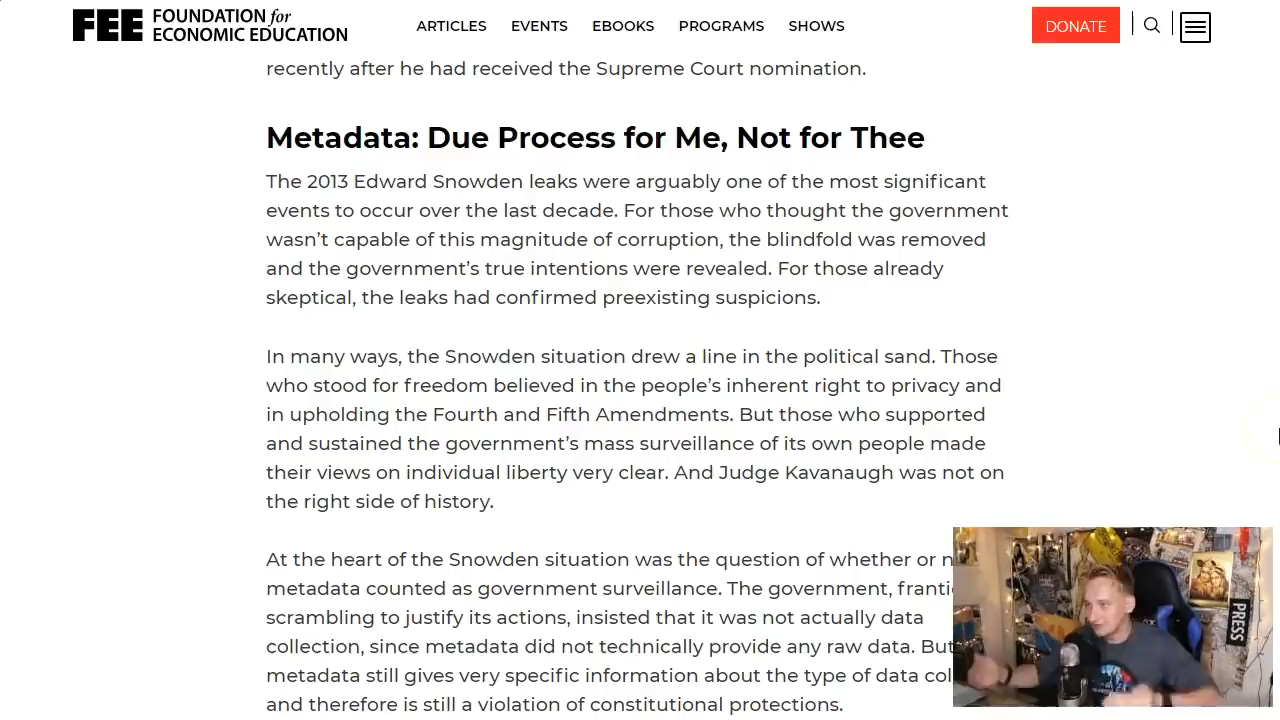 FEE FOUNDATION for
ECONOMIC EDUCATION
ARTICLES EVENTS EBOOKS PROGRAMS SHOWS
DONATE
recently after he had received the Supreme Court nomination.
Metadata: Due Process for Me, Not for Thee
The 2013 Edward Snowden leaks were arguably one of the most significant
events to occur over the last decade. For those who thought the government
wasn’t capable of this magnitude of corruption, the blindfold was removed
and the government’s true intentions were revealed. For those already
skeptical, the leaks had confirmed preexisting suspicions.
In many ways, the Snowden situation drew a line in the political sand. Those
who stood for freedom believed in the people’s inherent right to privacy and
in upholding the Fourth and Fifth Amendments. But those who supported
and sustained the government’s mass surveillance of its own people made
their views on individual liberty very clear. And Judge Kavanaugh was not on
the right side of history.
At the heart of the Snowden situation was the question of whether or
metadata counted as government surveillance. The government,
scrambling to justify its actions, insisted that it was not actually data
collection, since metadata did not technically provide any raw data.
metadata still gives very specific information about the type of data
and therefore is still a violation of constitutional protections.
PRESS